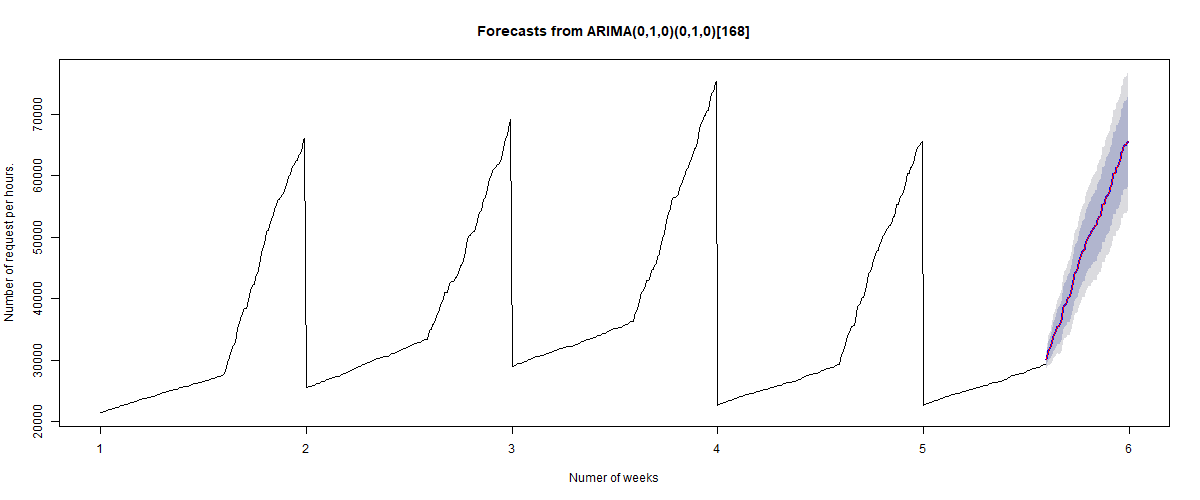 Forecasts from ARIMA(0,1,0)(0,1,0)[168]
Number of request per hours.
70000
60000
50000
40000
30000
20000
1 2 3 4 5 6
Numer of weeks